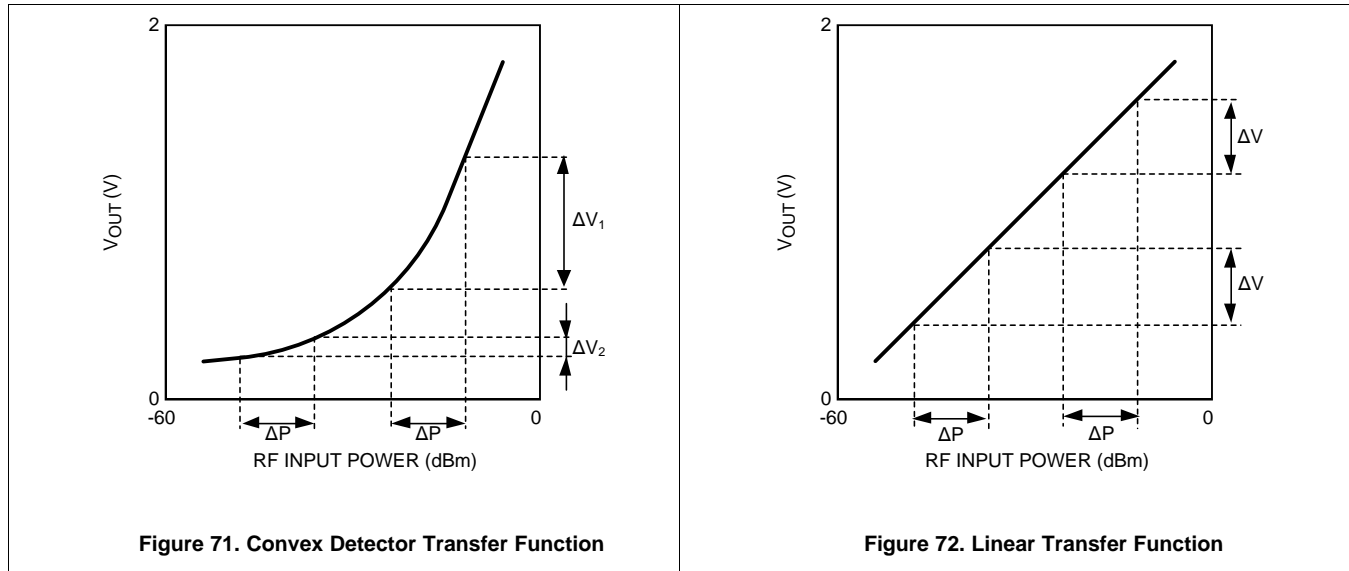 2
VOUT (V)
ΔV1
ΔV2
0
-60
0
ΔP
ΔP
RF INPUT POWER (dBm)
Figure 71. Convex Detector Transfer Function
2
VOUT (V)
ΔV
ΔV
0
-60
0
ΔP
ΔP
RF INPUT POWER (dBm)
Figure 72. Linear Transfer Function